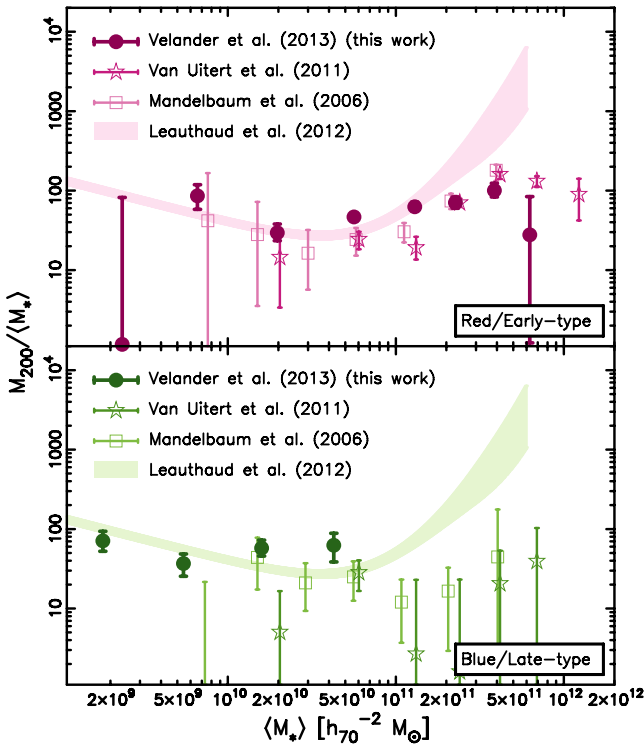 10⁴
Velander et al. (2013) (this work)
Van Uitert et al. (2011)
1000
Mandelbaum et al. (2006)
Leauthaud et al. (2012)
100
10
Red/Early-type
M₂₀₀/⟨M*⟩
10⁴
Velander et al. (2013) (this work)
Van Uitert et al. (2011)
1000
Mandelbaum et al. (2006)
Leauthaud et al. (2012)
100
10
Blue/Late-type
2×10⁹ 5×10⁹ 10¹⁰ 2×10¹⁰ 5×10¹⁰ 10¹¹ 2×10¹¹ 5×10¹¹ 10¹² 2×10¹²
⟨M*⟩ [h₇₀⁻² M⊙]